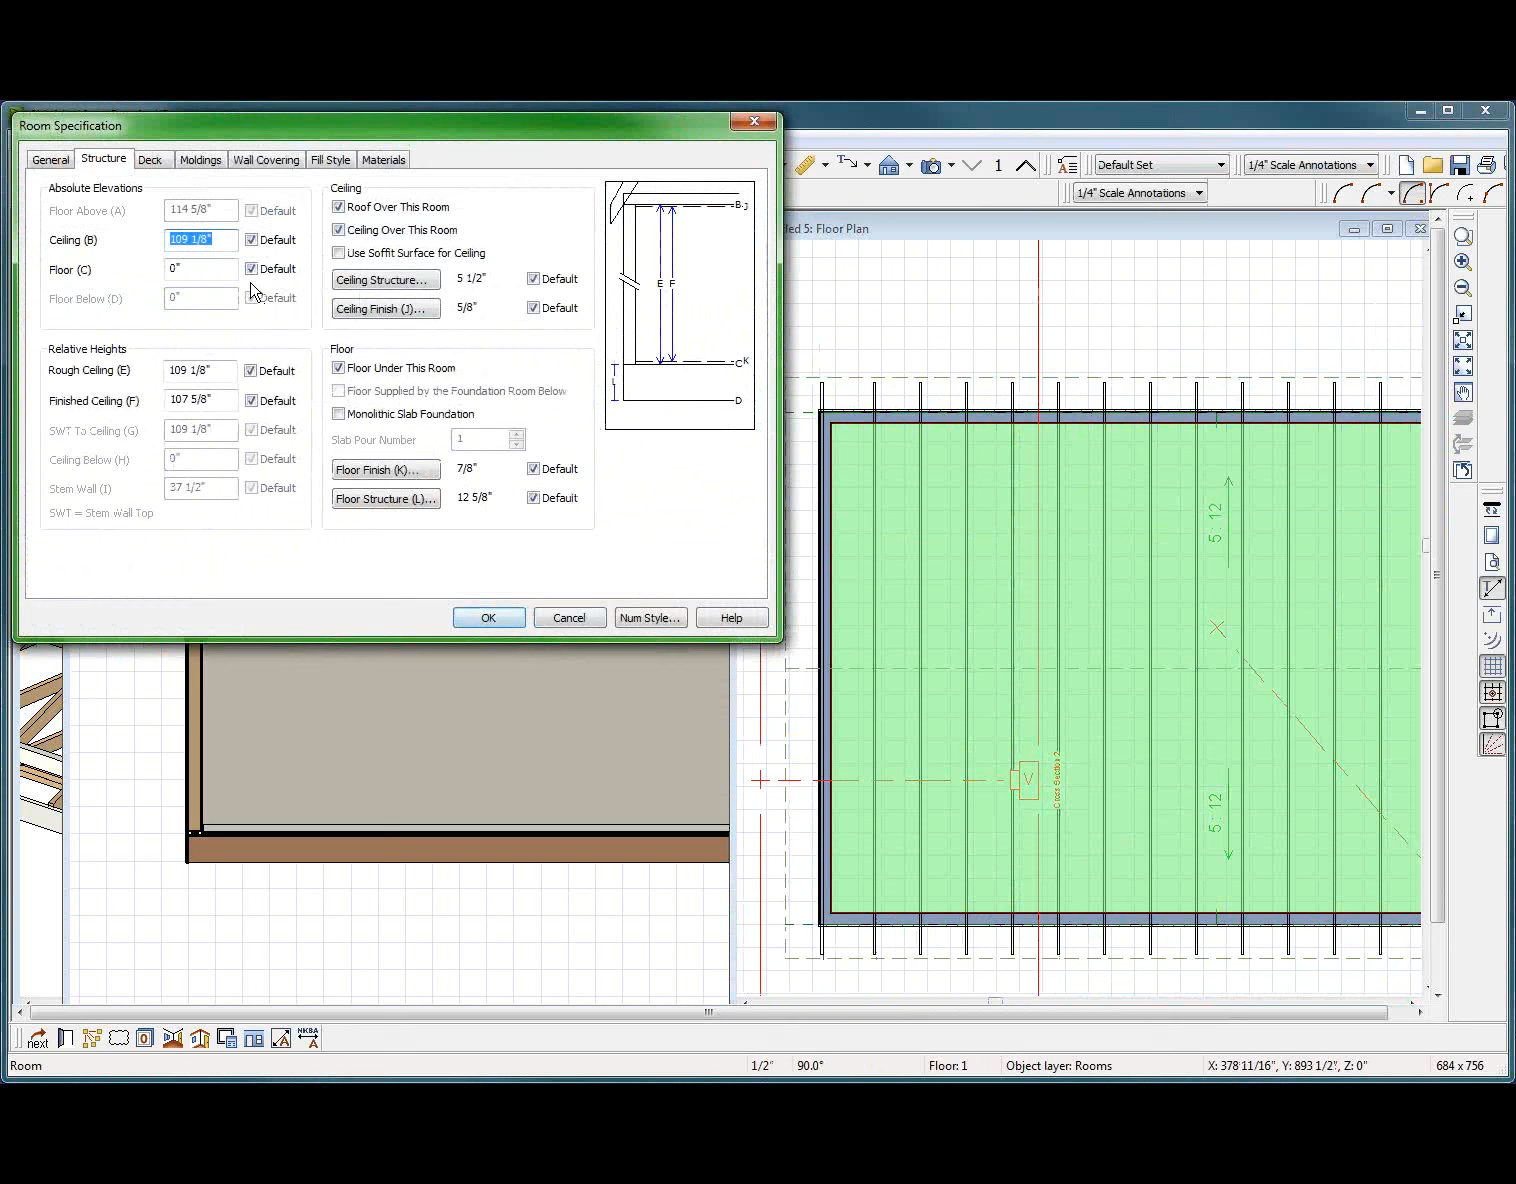 Room Specification
General Structure Deck Moldings Wall Covering Fill Style Materials
Absolute Elevations
Floor Above (A) 114 5/8" Default
Ceiling (B) 109 1/8" Default
Floor (C) 0" Default
Floor Below (D) 0" Default
Relative Heights
Rough Ceiling (E) 109 1/8" Default
Finished Ceiling (F) 107 5/8" Default
SWT To Ceiling (G) 109 1/8" Default
Ceiling Below (H) 0" Default
Stem Wall (I) 37 1/2" Default
SWT = Stem Wall Top
Ceiling
Roof Over This Room
Ceiling Over This Room
Use Soffit Surface for Ceiling
Ceiling Structure... 5 1/2" Default
Ceiling Finish (J)... 5/8" Default
Floor
Floor Under This Room
Floor Supplied by the Foundation Room Below
Monolithic Slab Foundation
Slab Pour Number 1
Floor Finish (K)... 7/8" Default
Floor Structure (L)... 12 5/8" Default
B J
E F
K
C
L
D
OK Cancel Num Style... Help
1 Default Set 1/4" Scale Annotations
1/4" Scale Annotations
ded 5: Floor Plan
5 : 12
V
Cross Section 2
5 : 12
next NKBA
Room 1/2" 90.0° Floor: 1 Object layer: Rooms X: 378 11/16", Y: 893 1/2", Z: 0" 684 x 756